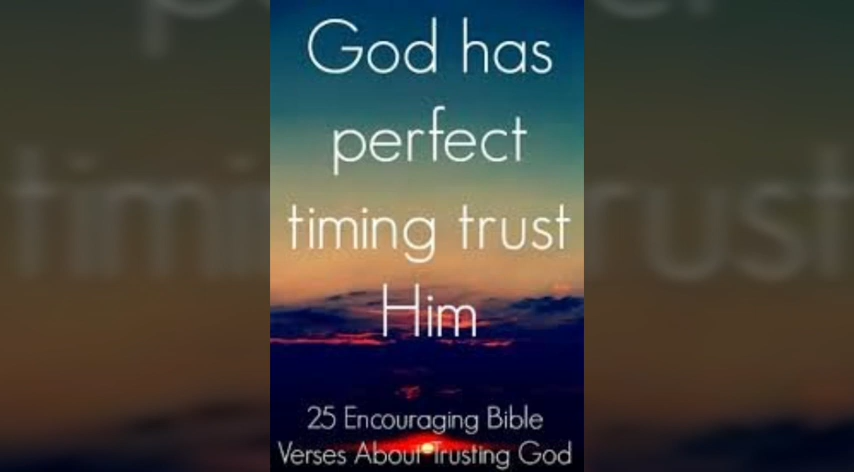 God has
perfect
timing trust
Him
25 Encouraging Bible
Verses About Trusting God